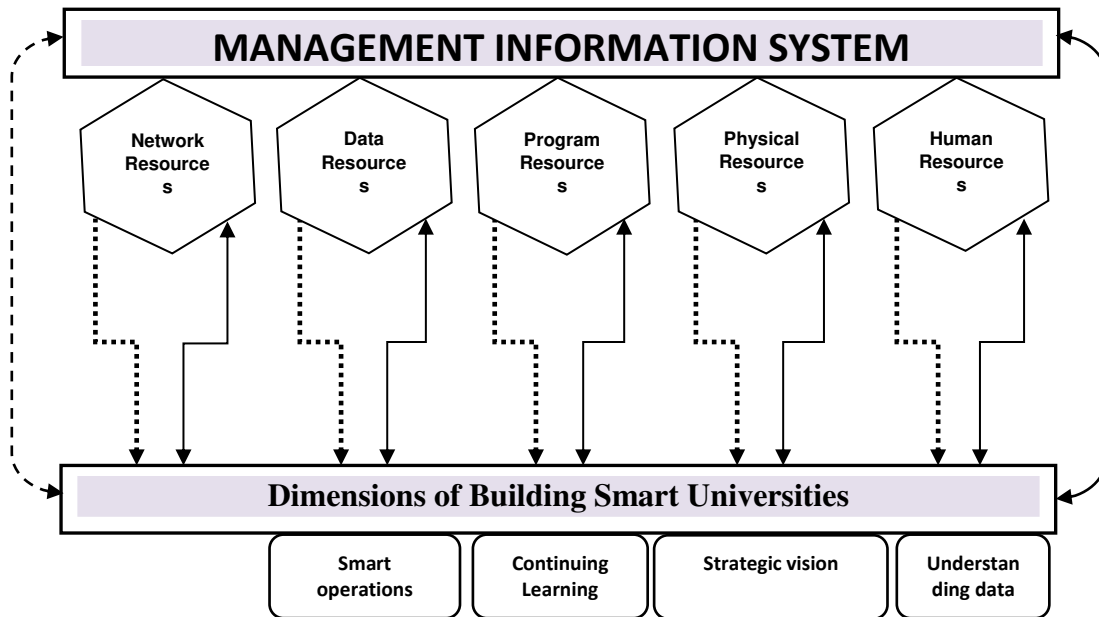 MANAGEMENT INFORMATION SYSTEM
Network
Resource
s
Data
Resource
s
Program
Resource
s
Physical
Resource
s
Human
Resource
s
Dimensions of Building Smart Universities
Smart
operations
Continuing
Learning
Strategic vision
Understan
ding data